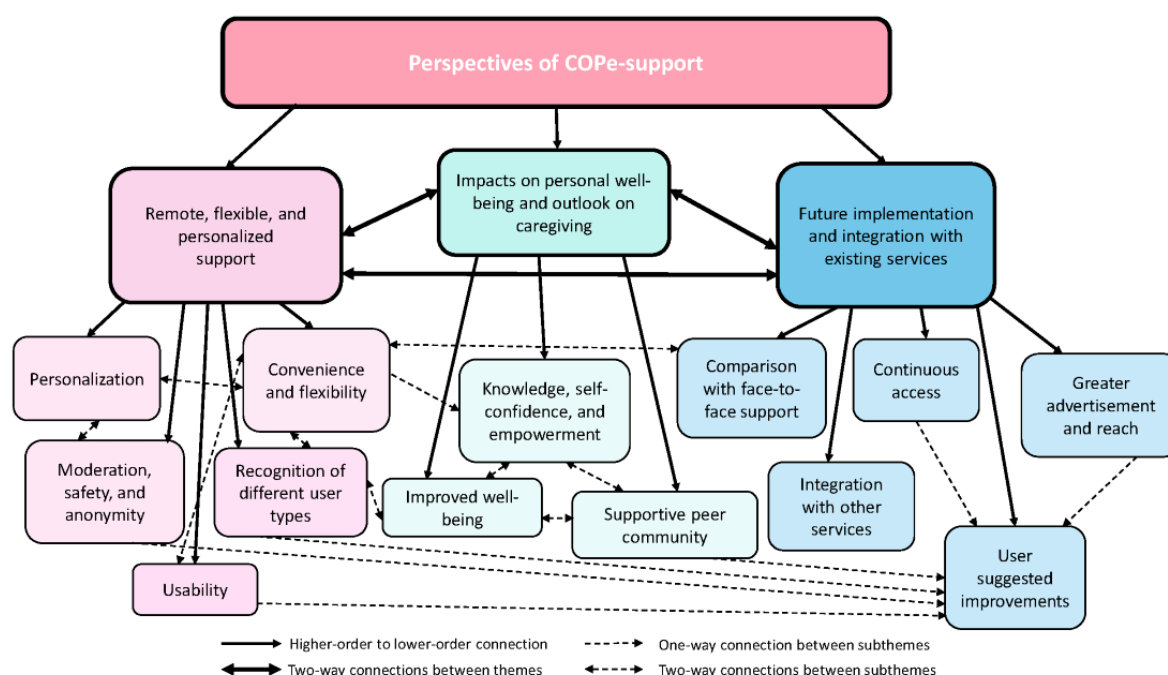 Perspectives of COPe-support
Remote, flexible, and
personalized
support
Impacts on personal well-
being and outlook on
caregiving
Future implementation
and integration with
existing services
Personalization
Convenience
and flexibility
Moderation,
safety, and
anonymity
Recognition of
different user
types
Usability
Knowledge, self-
confidence, and
empowerment
Improved well-
being
Supportive peer
community
Comparison
with face-to-
face support
Continuous
access
Greater
advertisement
and reach
Integration
with other
services
User
suggested
improvements
Higher-order to lower-order connection
One-way connection between subthemes
Two-way connections between themes
Two-way connections between subthemes